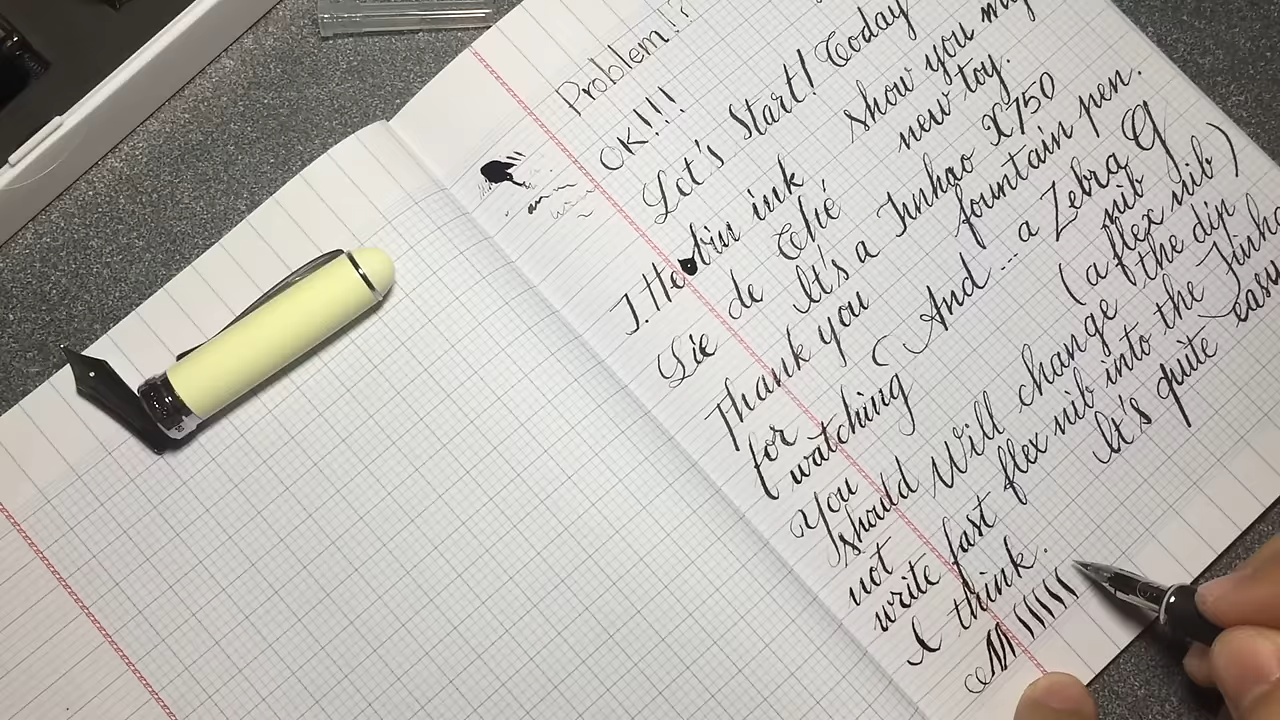 Problem!?
OK!!!
Let's Start! Today
show you my
new toy.
It's a Jinhao X750
fountain pen.
And ... a Zebra G
nib
(a flex nib)
Will change the dip
flex nib into the Jinha
It's quite easy
J.Herbin ink
Lie de Thé
Thank you
for
watching
You
should
not
write fast
I think.